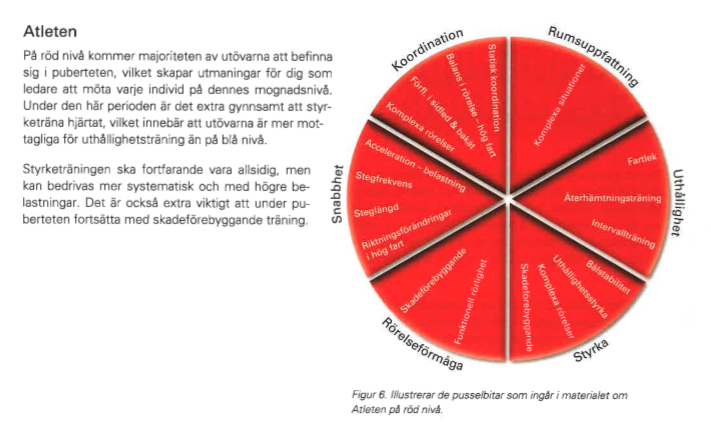 Atleten
På röd nivå kommer majoriteten av utövarna att befinna
sig i puberteten, vilket skapar utmaningar för dig som
ledare att möta varje individ på dennes mognadsnivå.
Under den här perioden är det extra gynnsamt att styr-
keträna hjärtat, vilket innebär att utövarna är mer mot-
tagliga för uthållighetsträning än på blå nivå.
Styrketräningen ska fortfarande vara allsidig, men
kan bedrivas mer systematisk och med högre be-
lastningar. Det är också extra viktigt att under pu-
berteten fortsätta med skadeförebyggande träning.
Koordination
Komplexa rörelser
Förfl. i sidled & bakåt
Balans i rörelse – hög fart
Statisk koordination
Rumsuppfattning
Komplexa situationer
Uthållighet
Fartlek
Återhämtningsträning
Intervallträning
Styrka
Bålstabilitet
Uthållighetsstyrka
Komplexa rörelser
Skadeförebyggande
Rörelseförmåga
Funktionell rörlighet
Skadeförebyggande
Snabbhet
Acceleration – belastning
Stegfrekvens
Steglängd
Riktningsförändringar
i hög fart
Figur 6. Illustrerar de pusselbitar som ingår i materialet om
Atleten på röd nivå.